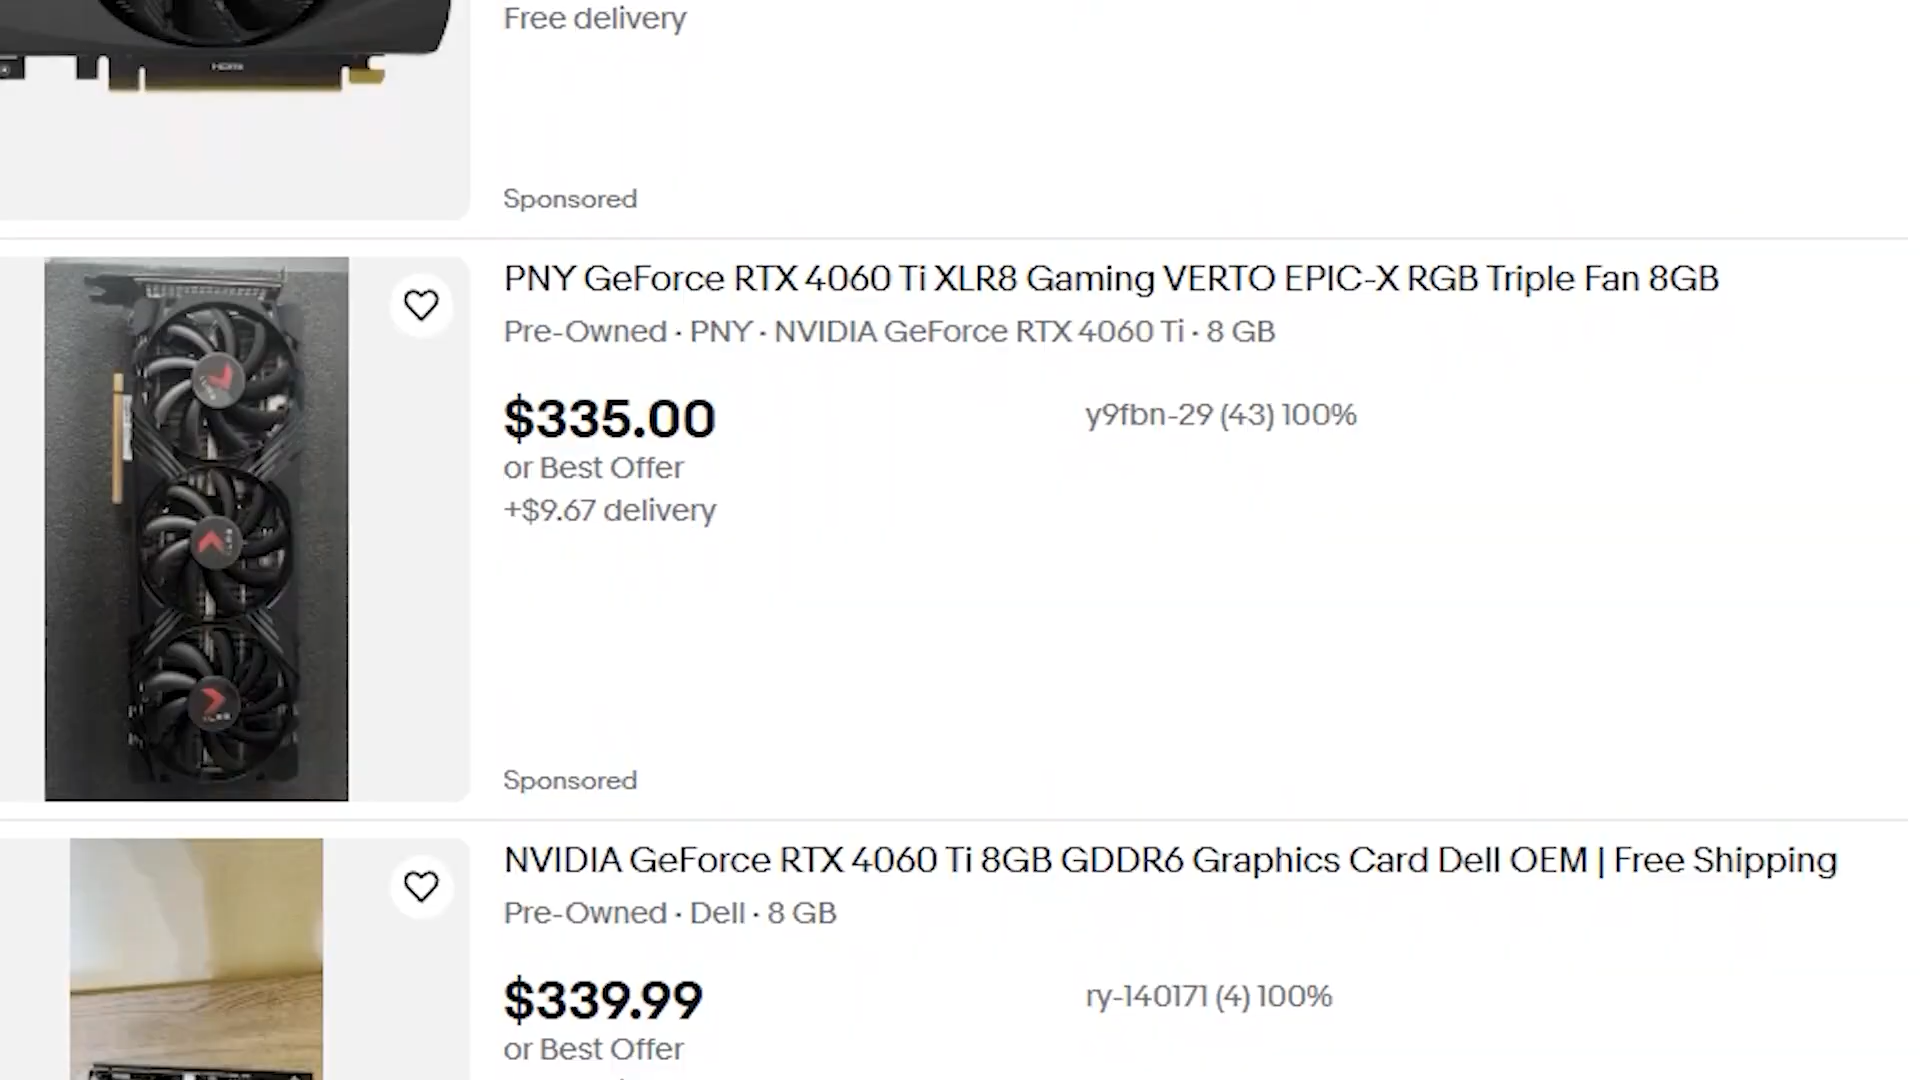 Free delivery
HDMI
Sponsored
PNY GeForce RTX 4060 Ti XLR8 Gaming VERTO EPIC-X RGB Triple Fan 8GB
Pre-Owned · PNY · NVIDIA GeForce RTX 4060 Ti · 8 GB
$335.00
y9fbn-29 (43) 100%
or Best Offer
+$9.67 delivery
Sponsored
NVIDIA GeForce RTX 4060 Ti 8GB GDDR6 Graphics Card Dell OEM | Free Shipping
Pre-Owned · Dell · 8 GB
$339.99
ry-140171 (4) 100%
or Best Offer